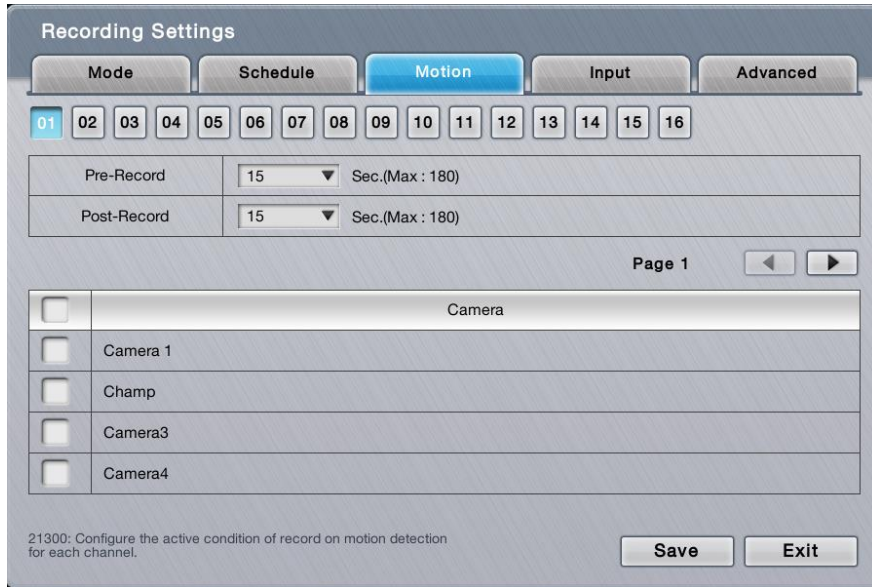 Recording Settings
Mode Schedule Motion Input Advanced
01 02 03 04 05 06 07 08 09 10 11 12 13 14 15 16
Pre-Record 15 Sec.(Max : 180)
Post-Record 15 Sec.(Max : 180)
Page 1
Camera
Camera 1
Champ
Camera3
Camera4
21300: Configure the active condition of record on motion detection
for each channel.
Save Exit